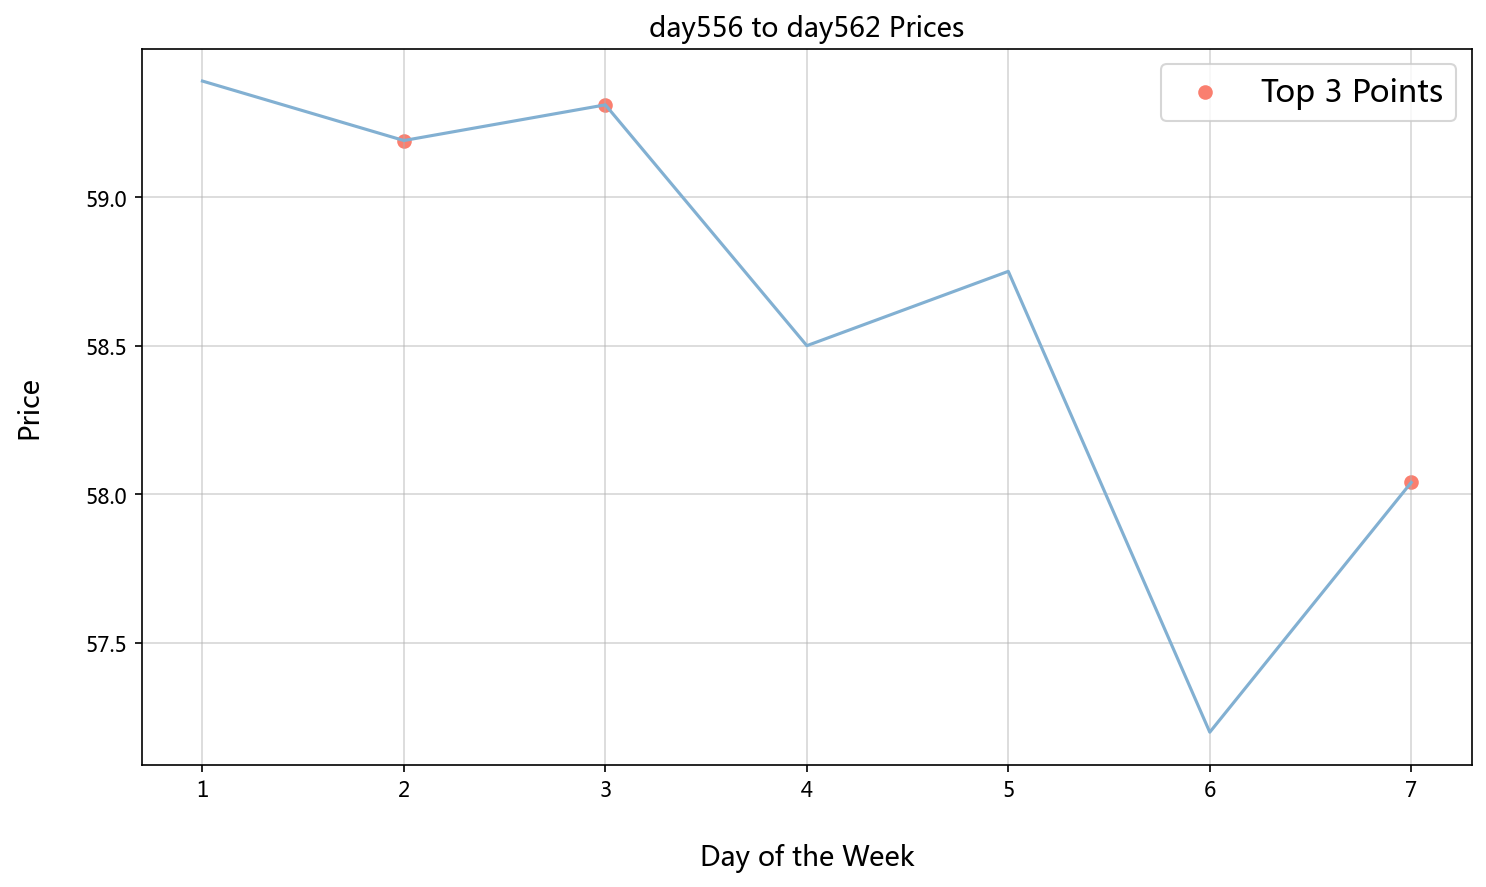 day556 to day562 Prices
Top 3 Points
59.0
58.5
58.0
57.5
Price
1 2 3 4 5 6 7
Day of the Week